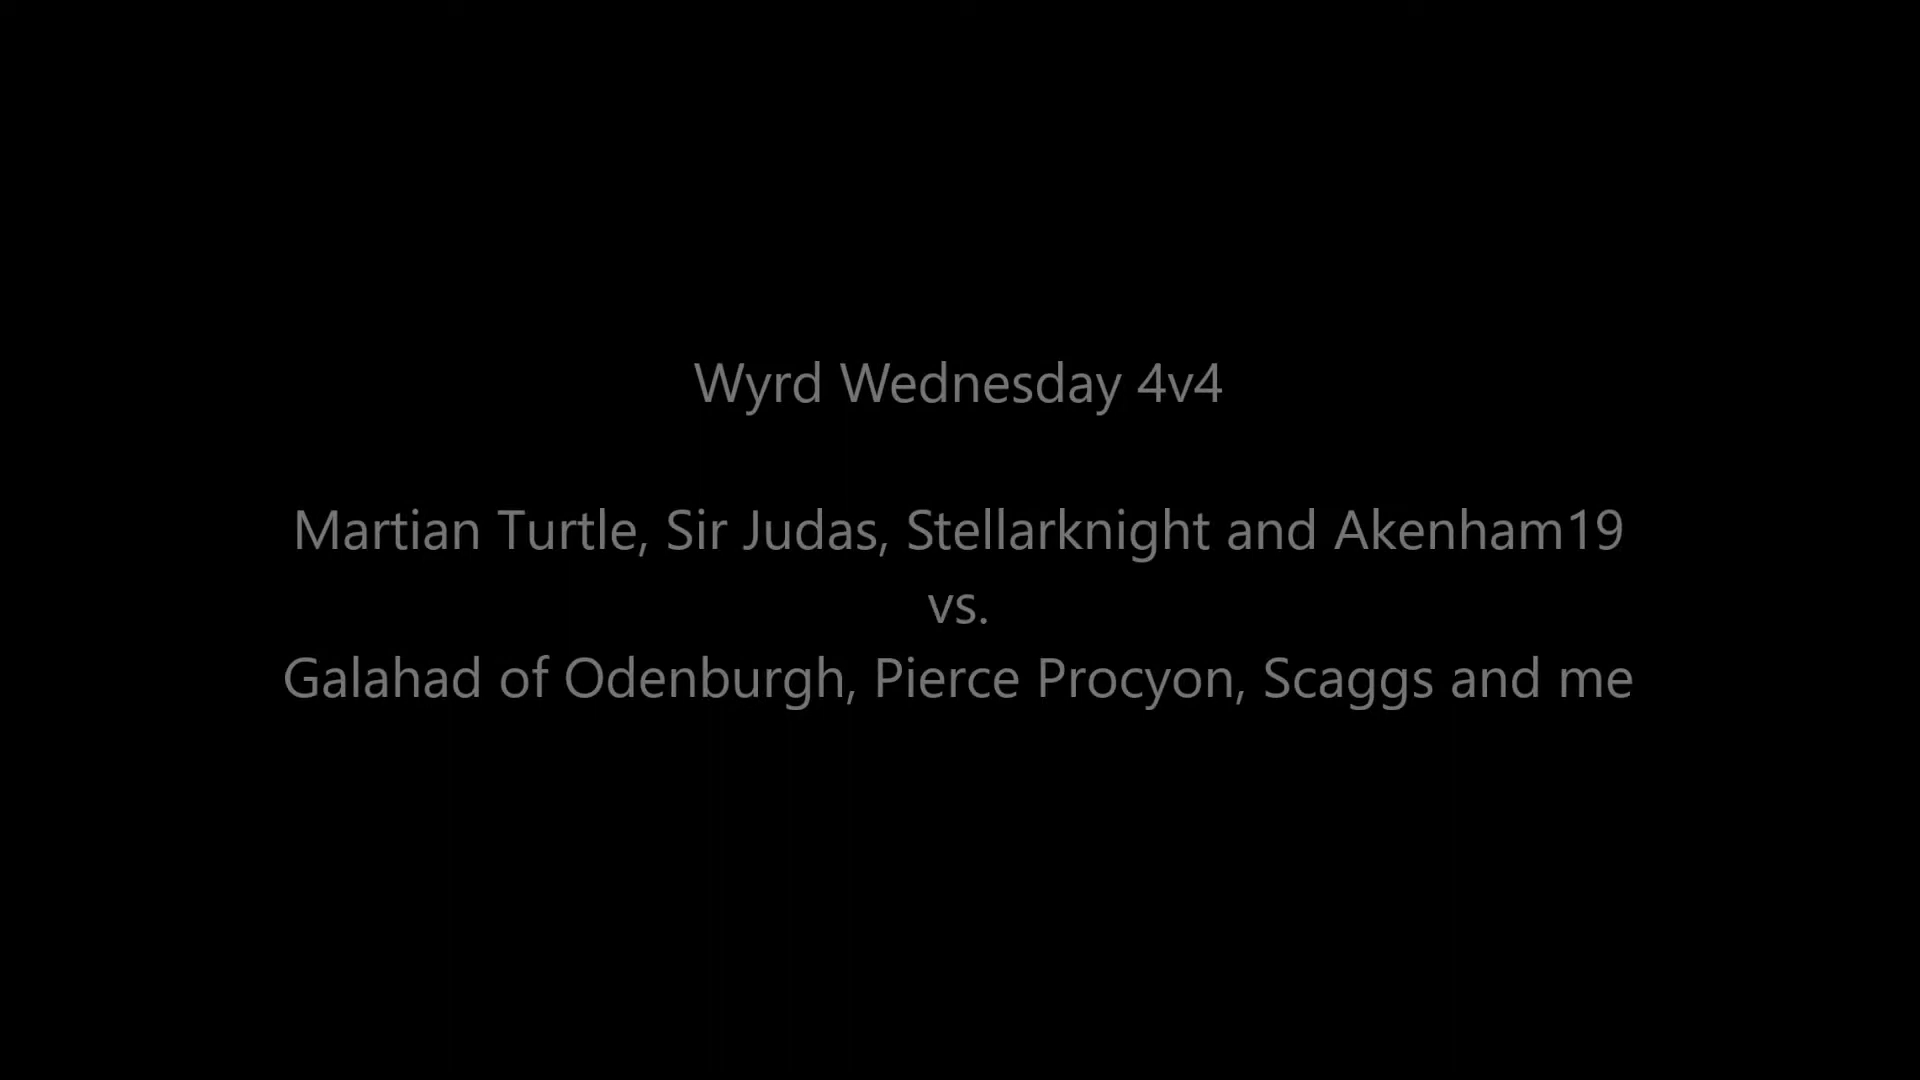 Wyrd Wednesday 4v4
Martian Turtle, Sir Judas, Stellarknight and Akenham19
vs.
Galahad of Odenburgh, Pierce Procyon, Scaggs and me